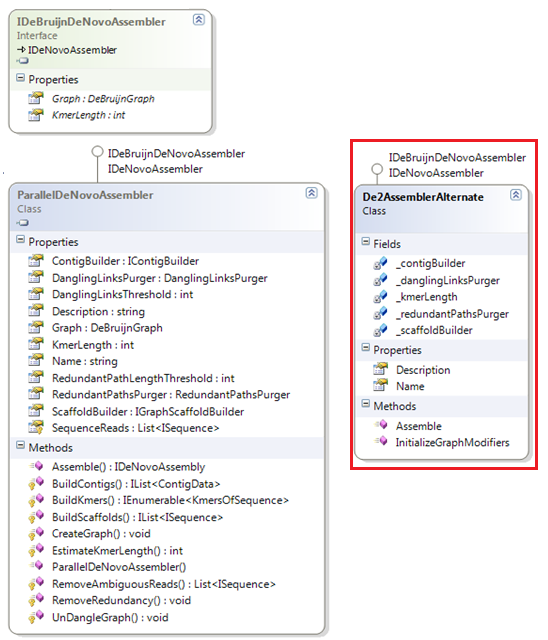 IDeBruijnDeNovoAssembler
Interface
IDeNovoAssembler
Properties
Graph : DeBruijnGraph
KmerLength : int
IDeBruijnDeNovoAssembler
IDeNovoAssembler
ParallelDeNovoAssembler
Class
Properties
ContigBuilder : IContigBuilder
DanglingLinksPurger : DanglingLinksPurger
DanglingLinksThreshold : int
Description : string
Graph : DeBruijnGraph
KmerLength : int
Name : string
RedundantPathLengthThreshold : int
RedundantPathsPurger : RedundantPathsPurger
ScaffoldBuilder : IGraphScaffoldBuilder
SequenceReads : List<ISequence>
Methods
Assemble() : IDeNovoAssembly
BuildContigs() : IList<ContigData>
BuildKmers() : IEnumerable<KmersOfSequence>
BuildScaffolds() : IList<ISequence>
CreateGraph() : void
EstimateKmerLength() : int
ParallelDeNovoAssembler()
RemoveAmbiguousReads() : List<ISequence>
RemoveRedundancy() : void
UnDangleGraph() : void
IDeBruijnDeNovoAssembler
IDeNovoAssembler
De2AssemblerAlternate
Class
Fields
_contigBuilder
_danglingLinksPurger
_kmerLength
_redundantPathsPurger
_scaffoldBuilder
Properties
Description
Name
Methods
Assemble
InitializeGraphModifiers